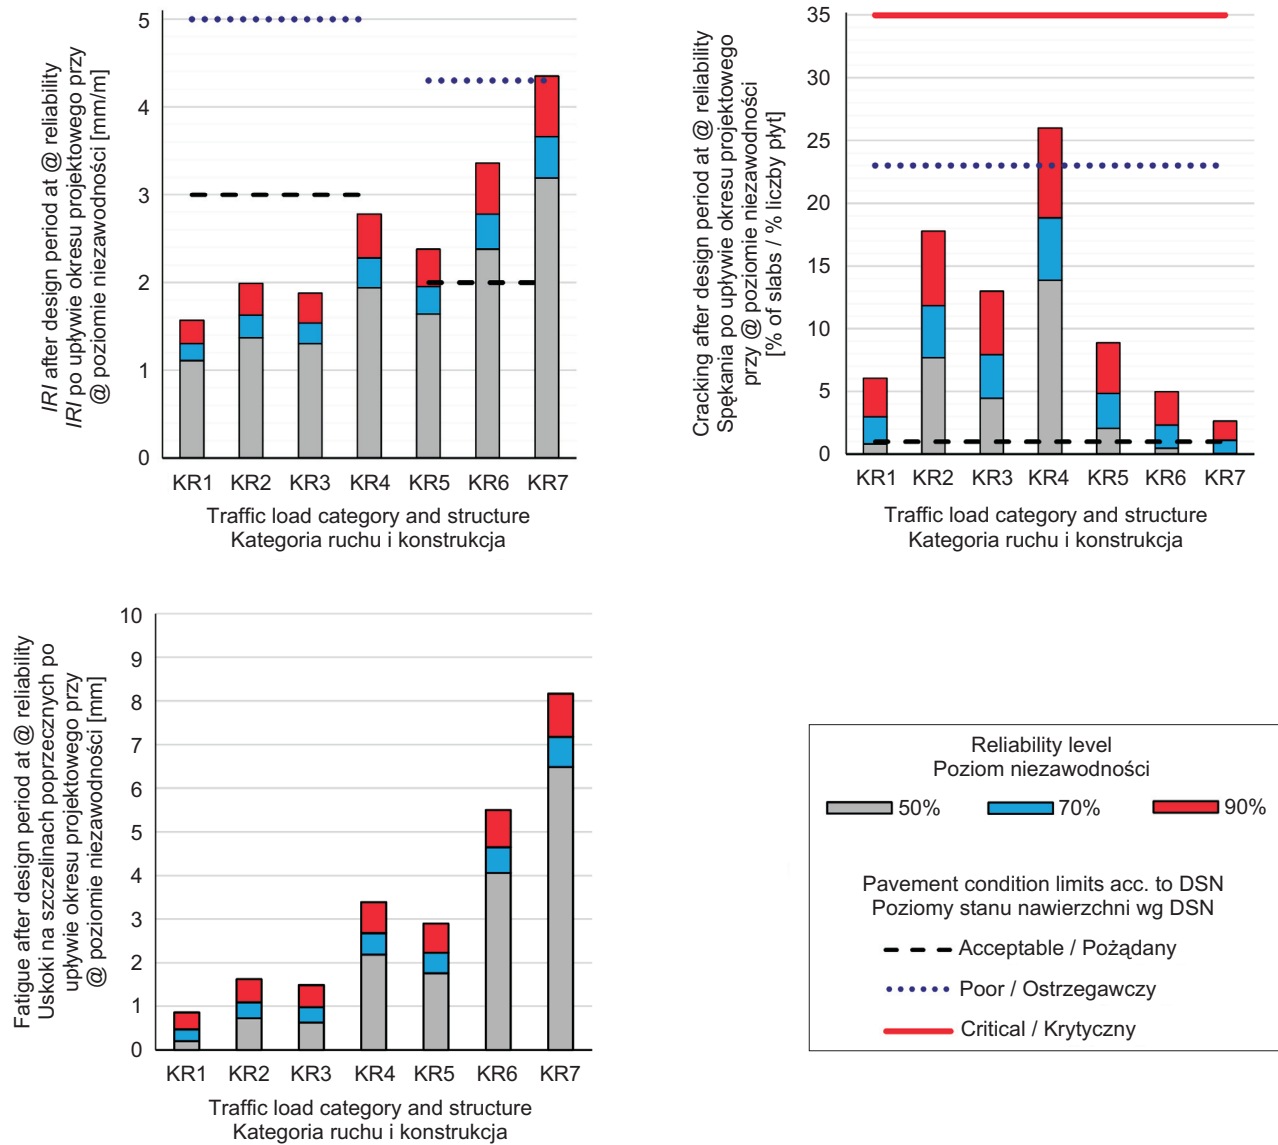 IRI after design period at @ reliability
IRI po upływie okresu projektowego przy
@ poziomie niezawodności [mm/m]
5
4
3
2
1
0
KR1 KR2 KR3 KR4 KR5 KR6 KR7
Traffic load category and structure
Kategoria ruchu i konstrukcja
Cracking after design period at @ reliability
Spękania po upływie okresu projektowego
przy @ poziomie niezawodności
[% of slabs / % liczby płyt]
35
30
25
20
15
10
5
0
KR1 KR2 KR3 KR4 KR5 KR6 KR7
Traffic load category and structure
Kategoria ruchu i konstrukcja
Fatigue after design period at @ reliability
Uskoki na szczelinach poprzecznych po
upływie okresu projektowego przy
@ poziomie niezawodności [mm]
10
9
8
7
6
5
4
3
2
1
0
KR1 KR2 KR3 KR4 KR5 KR6 KR7
Traffic load category and structure
Kategoria ruchu i konstrukcja
Reliability level
Poziom niezawodności
50% 70% 90%
Pavement condition limits acc. to DSN
Poziomy stanu nawierzchni wg DSN
Acceptable / Pożądany
Poor / Ostrzegawczy
Critical / Krytyczny